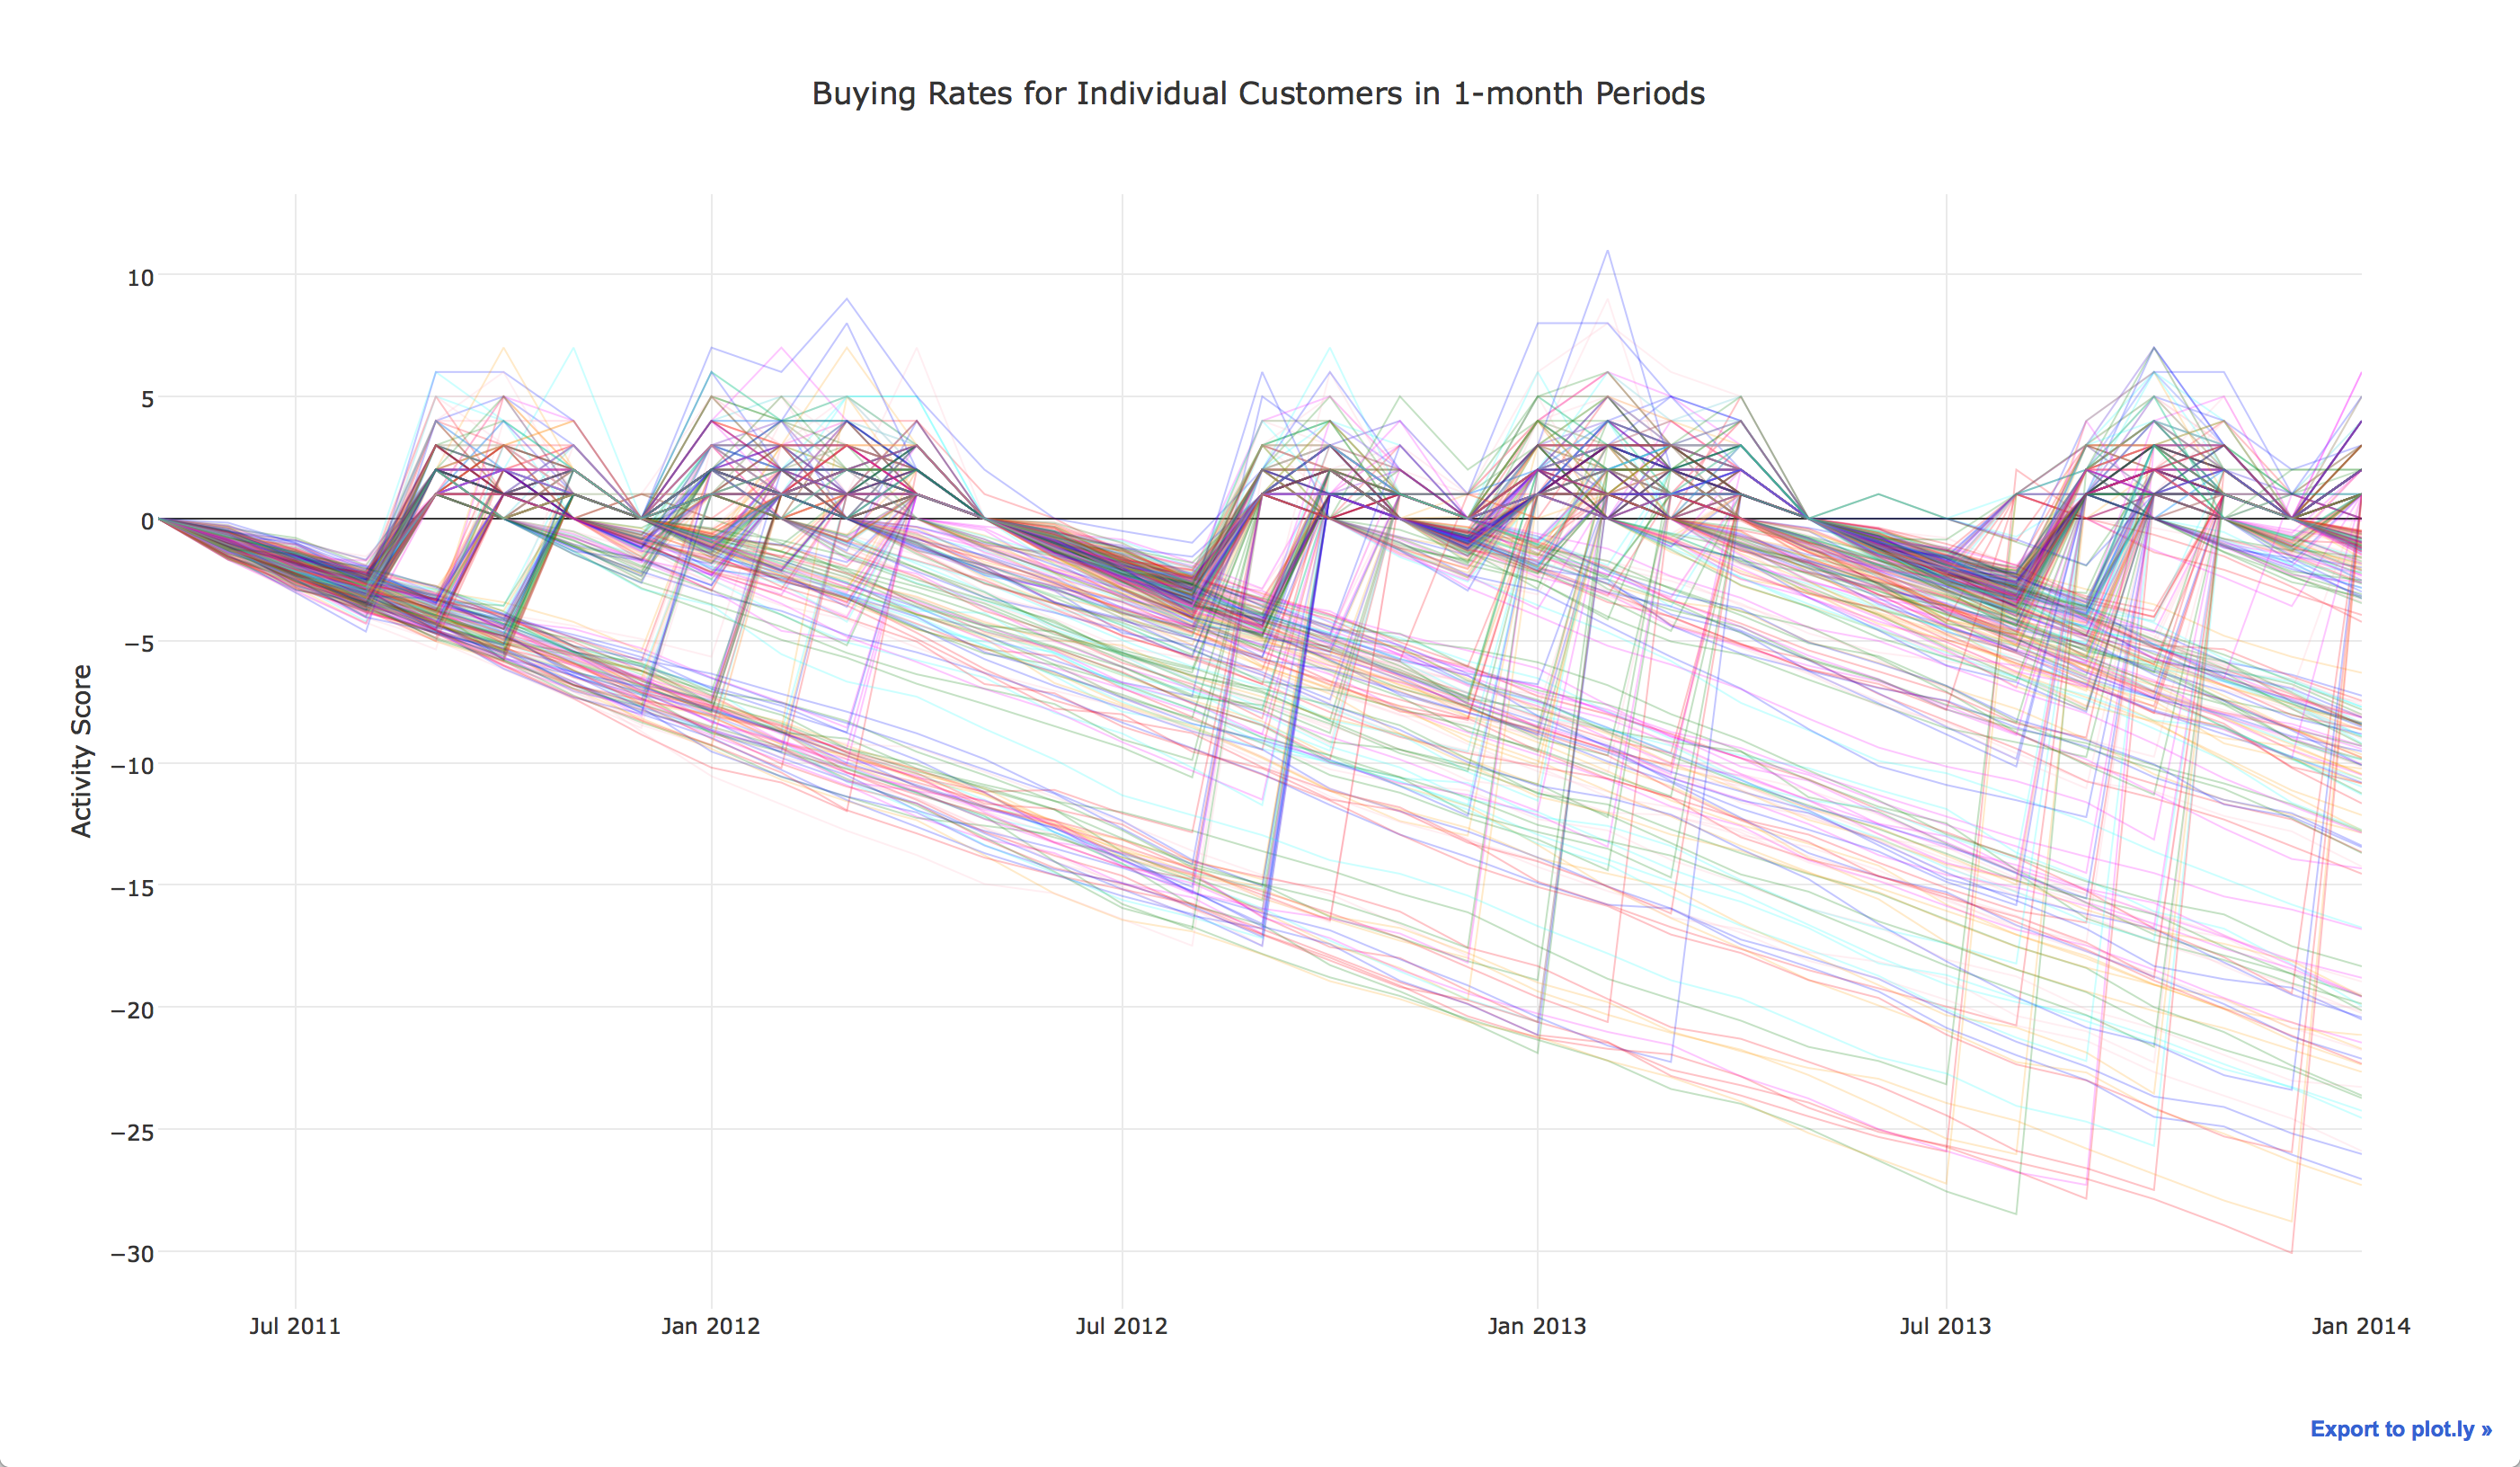 Buying Rates for Individual Customers in 1-month Periods
10
5
0
−5
−10
−15
−20
−25
−30
Activity Score
Jul 2011
Jan 2012
Jul 2012
Jan 2013
Jul 2013
Jan 2014
Export to plot.ly »